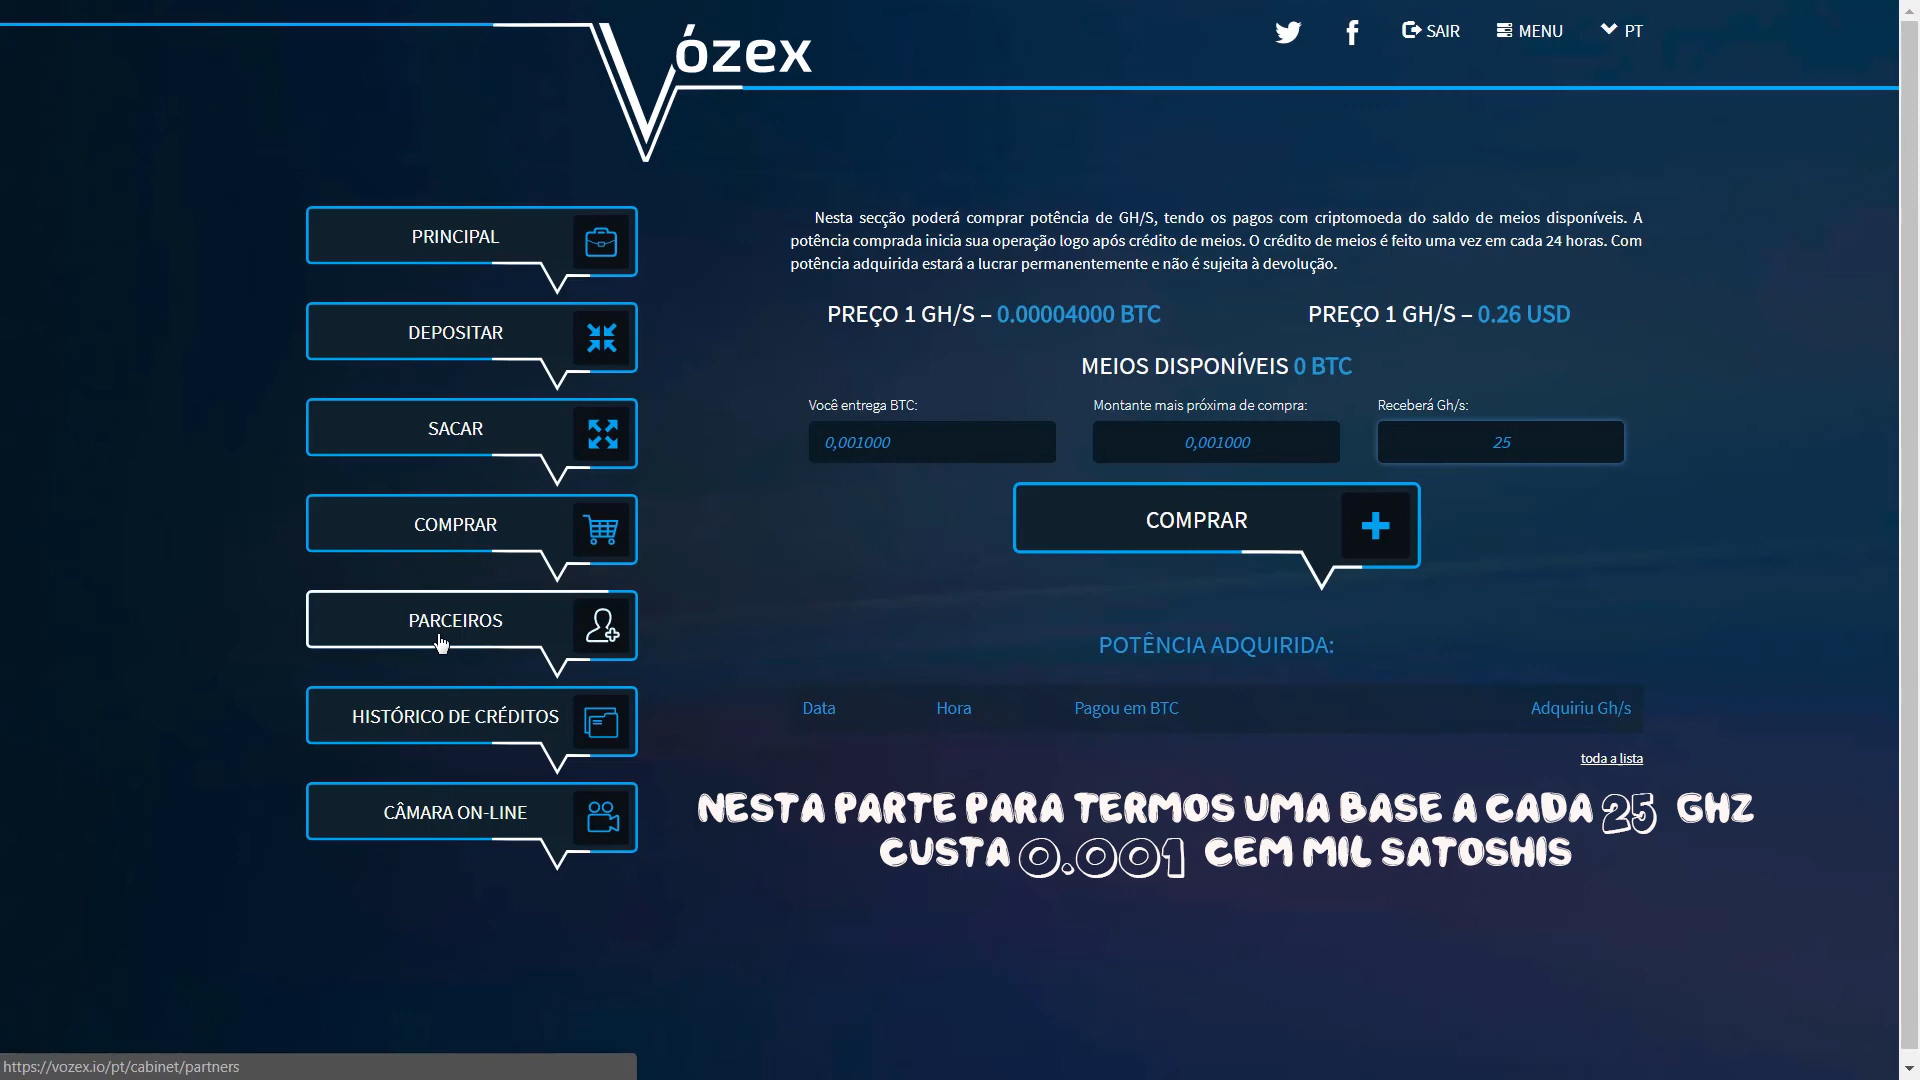 Vózex
SAIR
MENU
PT
PRINCIPAL
DEPOSITAR
SACAR
COMPRAR
PARCEIROS
HISTÓRICO DE CRÉDITOS
CÂMARA ON-LINE
Nesta secção poderá comprar potência de GH/S, tendo os pagos com criptomoeda do saldo de meios disponíveis. A
potência comprada inicia sua operação logo após crédito de meios. O crédito de meios é feito uma vez em cada 24 horas. Com
potência adquirida estará a lucrar permanentemente e não é sujeita à devolução.
PREÇO 1 GH/S – 0.00004000 BTC
PREÇO 1 GH/S – 0.26 USD
MEIOS DISPONÍVEIS 0 BTC
Você entrega BTC:
Montante mais próxima de compra:
Receberá Gh/s:
0,001000
0,001000
25
COMPRAR
POTÊNCIA ADQUIRIDA:
Data
Hora
Pagou em BTC
Adquiriu Gh/s
toda a lista
NESTA PARTE PARA TERMOS UMA BASE A CADA 25 GHZ
CUSTA 0.001 CEM MIL SATOSHIS
https://vozex.io/pt/cabinet/partners